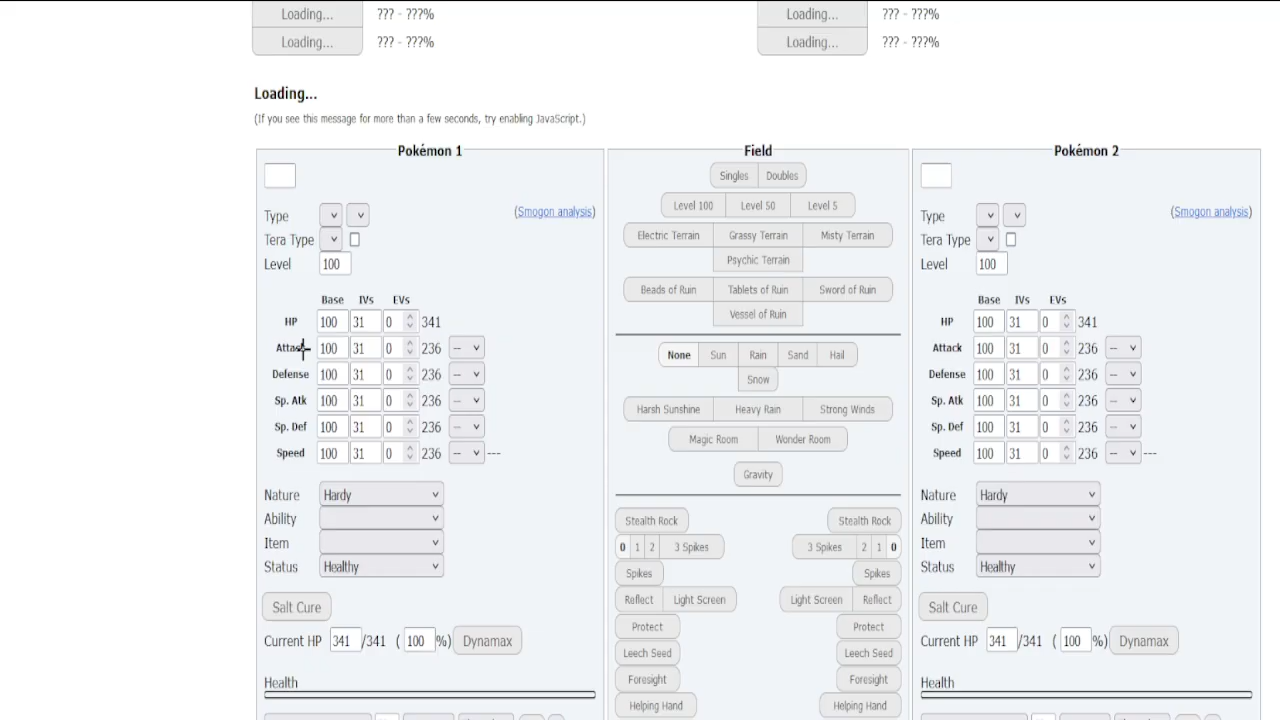 Loading... ??? - ???% Loading... ??? - ???%
Loading... ??? - ???% Loading... ??? - ???%
Loading...
(If you see this message for more than a few seconds, try enabling JavaScript.)
Pokémon 1
Type (Smogon analysis)
Tera Type
Level 100
Base IVs EVs
HP 100 31 0 341
Attack 100 31 0 236 --
Defense 100 31 0 236 --
Sp. Atk 100 31 0 236 --
Sp. Def 100 31 0 236 --
Speed 100 31 0 236 -- ---
Nature Hardy
Ability
Item
Status Healthy
Salt Cure
Current HP 341 /341 ( 100 %) Dynamax
Health
Field
Singles Doubles
Level 100 Level 50 Level 5
Electric Terrain Grassy Terrain Misty Terrain
Psychic Terrain
Beads of Ruin Tablets of Ruin Sword of Ruin
Vessel of Ruin
None Sun Rain Sand Hail
Snow
Harsh Sunshine Heavy Rain Strong Winds
Magic Room Wonder Room
Gravity
Stealth Rock Stealth Rock
0 1 2 3 Spikes 3 Spikes 2 1 0
Spikes Spikes
Reflect Light Screen Light Screen Reflect
Protect Protect
Leech Seed Leech Seed
Foresight Foresight
Helping Hand Helping Hand
Pokémon 2
Type (Smogon analysis)
Tera Type
Level 100
Base IVs EVs
HP 100 31 0 341
Attack 100 31 0 236 --
Defense 100 31 0 236 --
Sp. Atk 100 31 0 236 --
Sp. Def 100 31 0 236 --
Speed 100 31 0 236 -- ---
Nature Hardy
Ability
Item
Status Healthy
Salt Cure
Current HP 341 /341 ( 100 %) Dynamax
Health